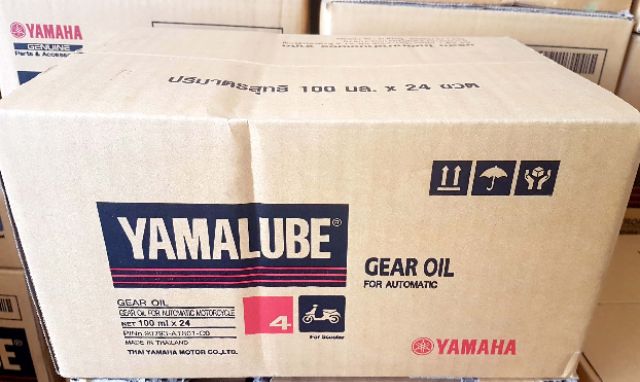 YAMAHA
GENUINE
Parts & Accessories
ปริมาตรสุทธิ 100 มล. x 24 ขวด
YAMALUBE®
GEAR OIL
FOR AUTOMATIC
GEAR OIL
GEAR OIL FOR AUTOMATIC MOTORCYCLE
NET 100 ml x 24
MADE IN THAILAND
THAI YAMAHA MOTOR CO.,LTD.
4
For Scooter
YAMAHA
BE